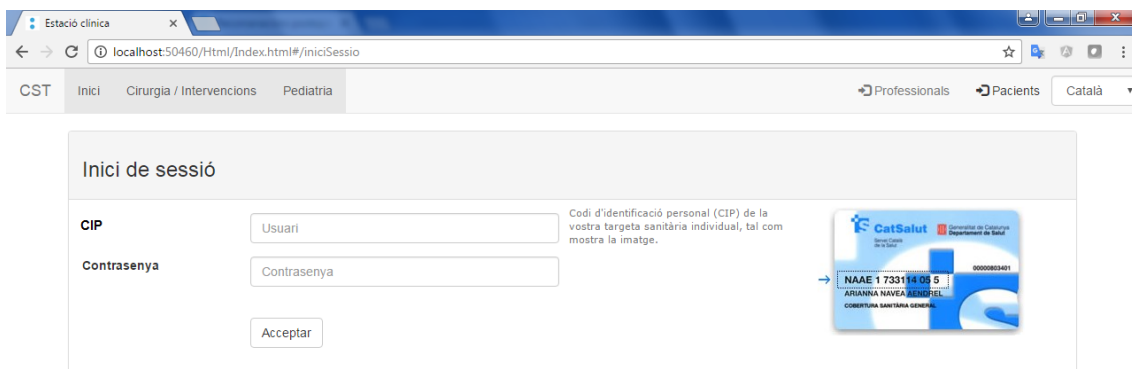 Estació clínica
localhost:50460/Html/Index.html#/iniciSessio
CST Inici Cirurgia / Intervencions Pediatria Professionals Pacients Català
Inici de sessió
CIP
Usuari
Codi d'identificació personal (CIP) de la
vostra targeta sanitària individual, tal com
mostra la imatge.
Contrasenya
Contrasenya
Acceptar
CatSalut
Servei Català
de la Salut
Generalitat de Catalunya
Departament de Salut
00000803401
NAAE 1 733114 05 5
ARIANNA NAVEA AENDREL
COBERTURA SANITÀRIA GENERAL